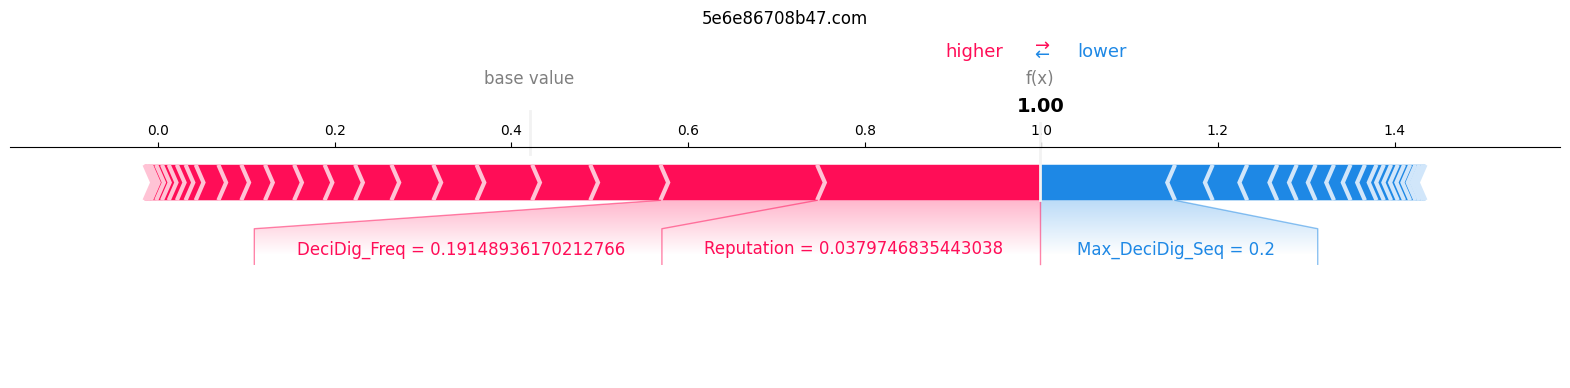 5e6e86708b47.com
higher ⇄ lower
base value f(x)
1.00
0.0 0.2 0.4 0.6 0.8 1.0 1.2 1.4
DeciDig_Freq = 0.19148936170212766 Reputation = 0.0379746835443038 Max_DeciDig_Seq = 0.2